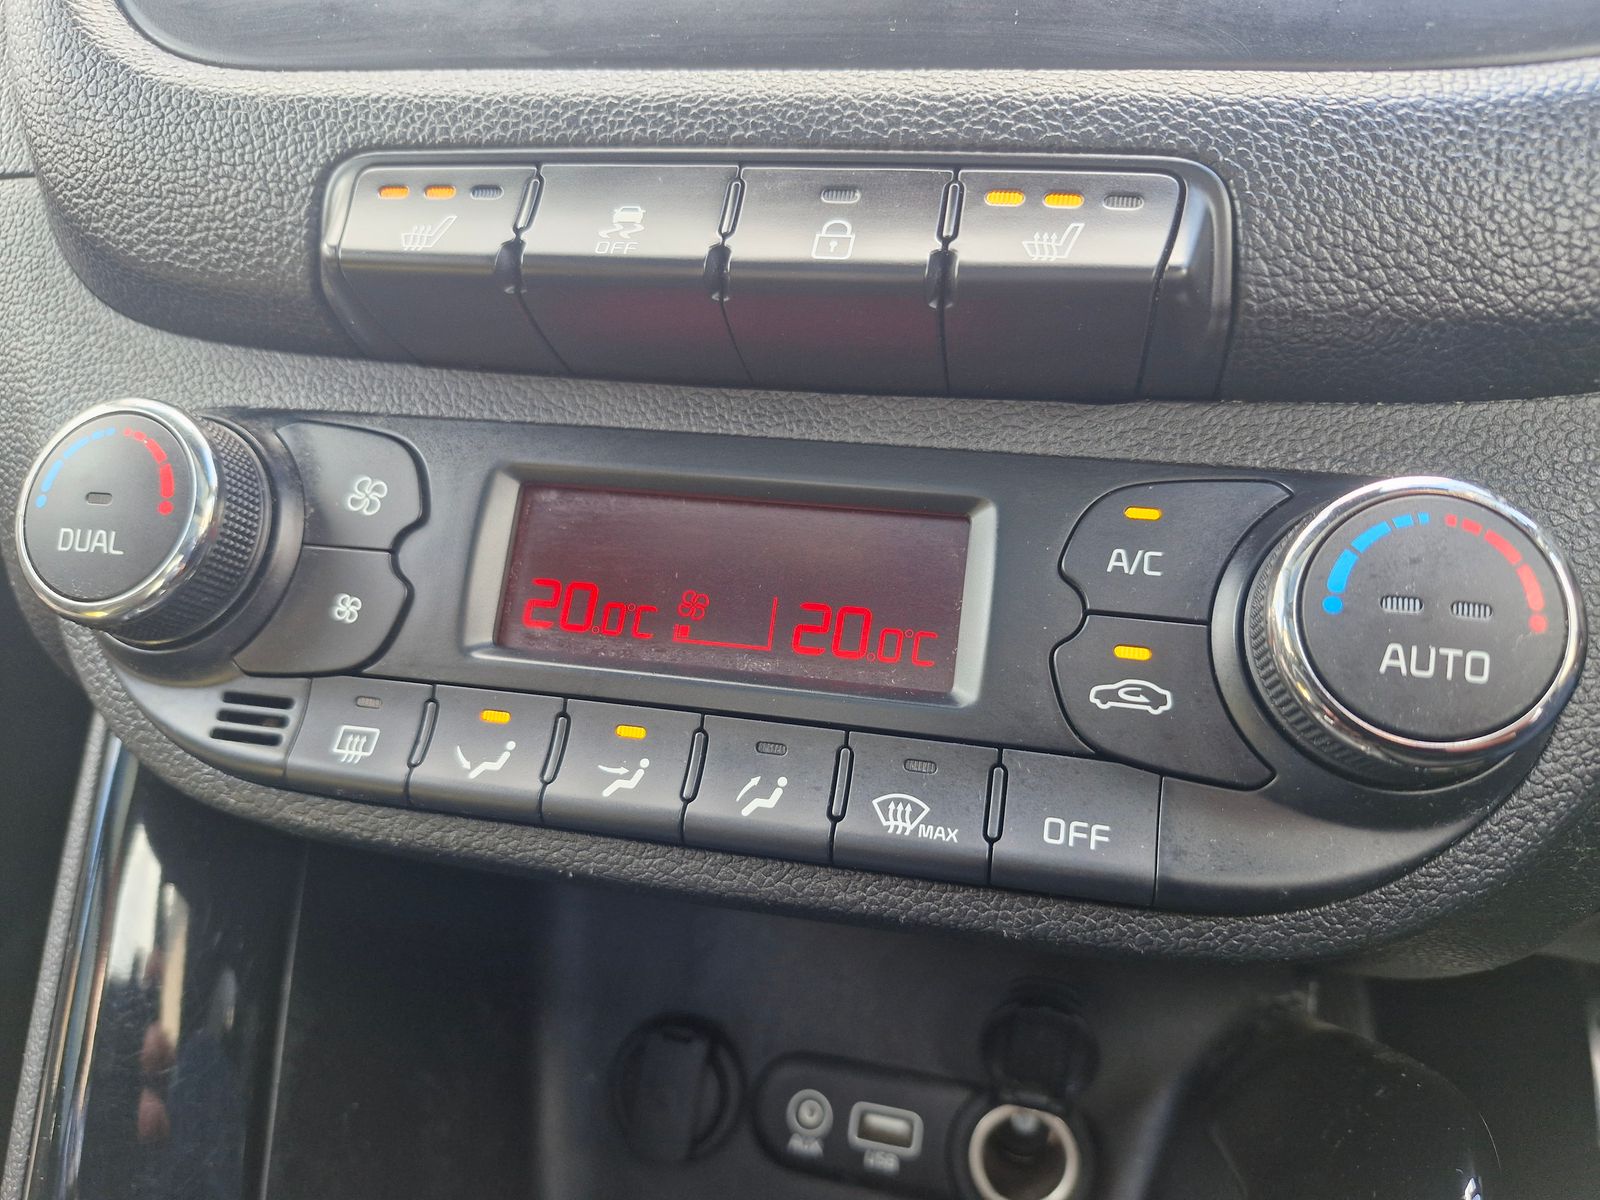 OFF
DUAL
A/C
20.0°C 20.0°C
AUTO
MAX
OFF
AUX
USB